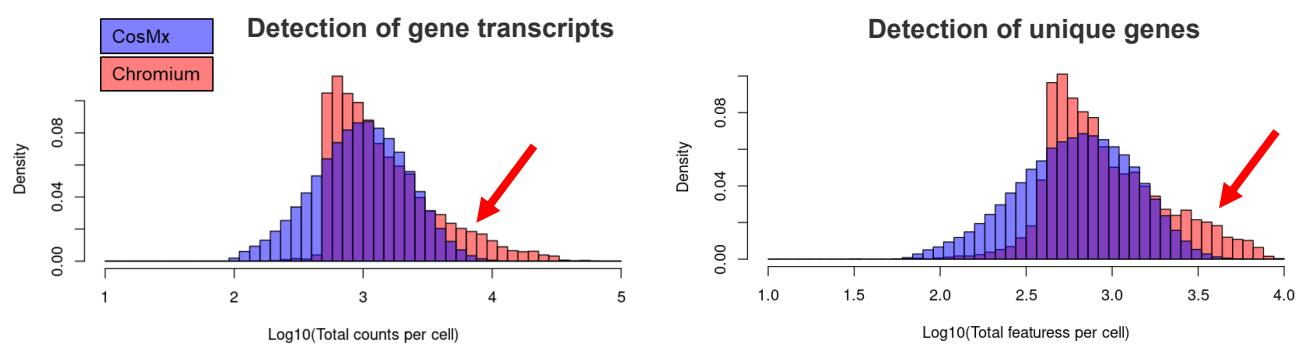 CosMx
Chromium
Detection of gene transcripts
Density
0.00
0.04
0.08
1
2
3
4
5
Log10(Total counts per cell)
Detection of unique genes
Density
0.00
0.04
0.08
1.0
1.5
2.0
2.5
3.0
3.5
4.0
Log10(Total featuress per cell)